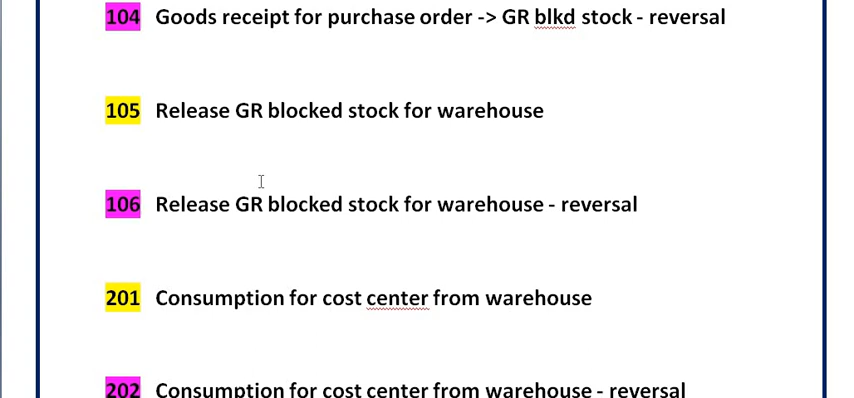 104 Goods receipt for purchase order -> GR blkd stock - reversal
105 Release GR blocked stock for warehouse
106 Release GR blocked stock for warehouse - reversal
201 Consumption for cost center from warehouse
202 Consumption for cost center from warehouse - reversal